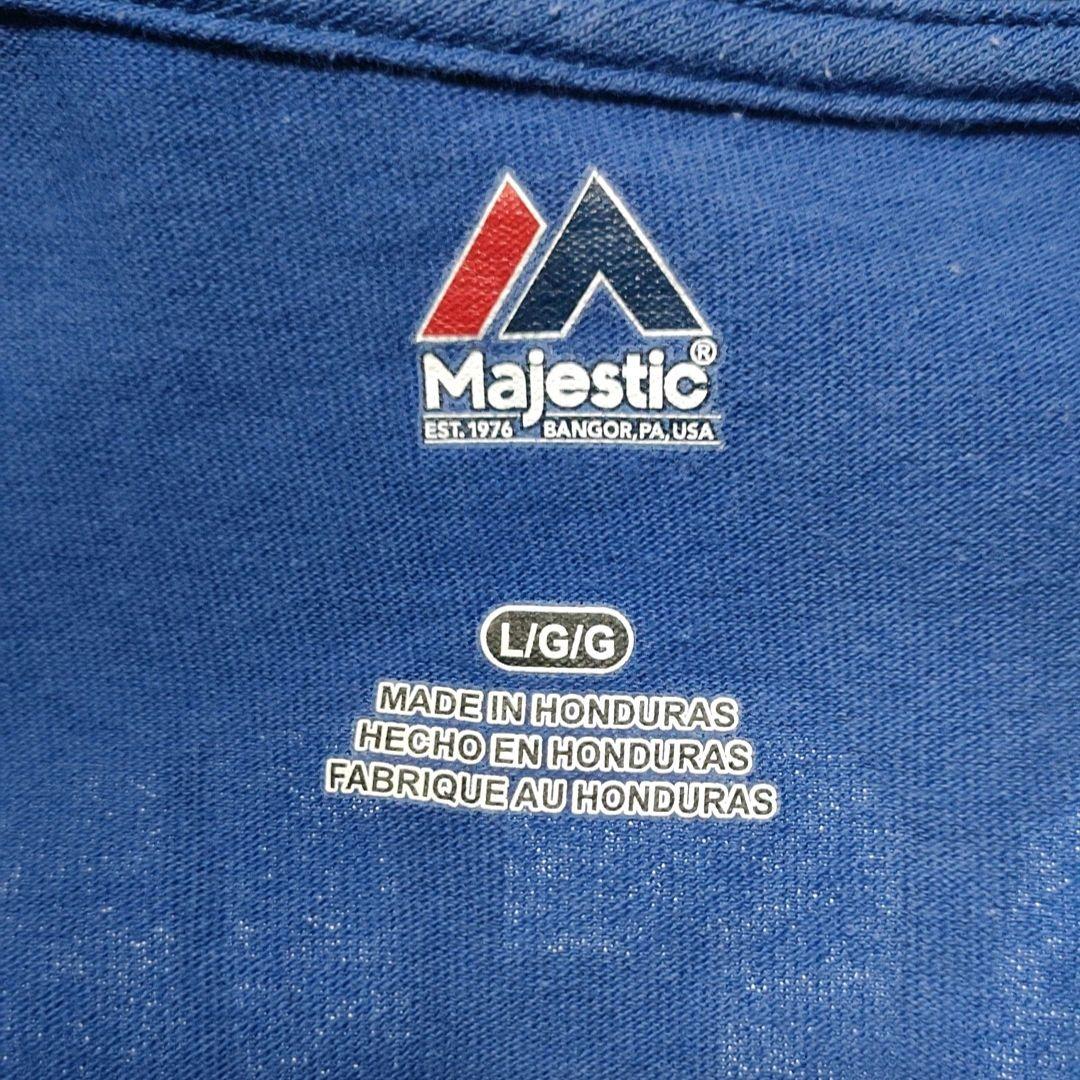 Majestic®
EST. 1976 BANGOR, PA, USA
L/G/G
MADE IN HONDURAS
HECHO EN HONDURAS
FABRIQUE AU HONDURAS